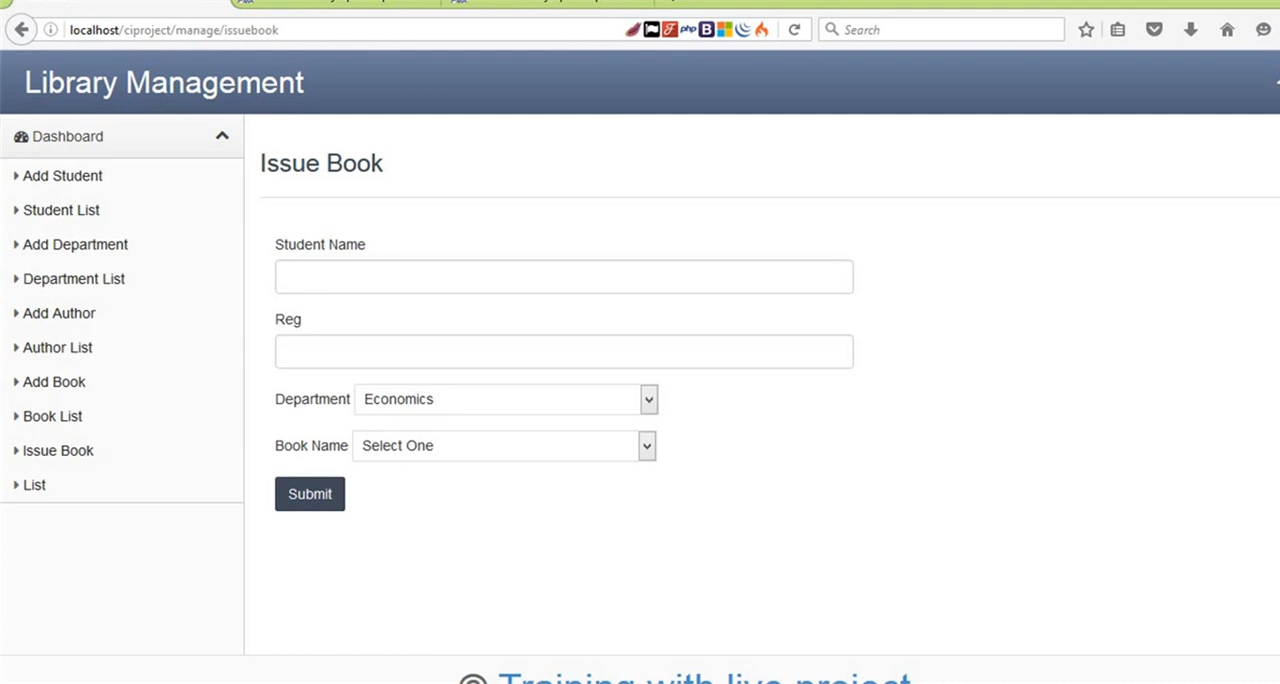 localhost/ciproject/manage/issuebook
php
B
Search
Library Management
Dashboard
Add Student
Student List
Add Department
Department List
Add Author
Author List
Add Book
Book List
Issue Book
List
Issue Book
Student Name
Reg
Department Economics
Book Name Select One
Submit
Training with live project